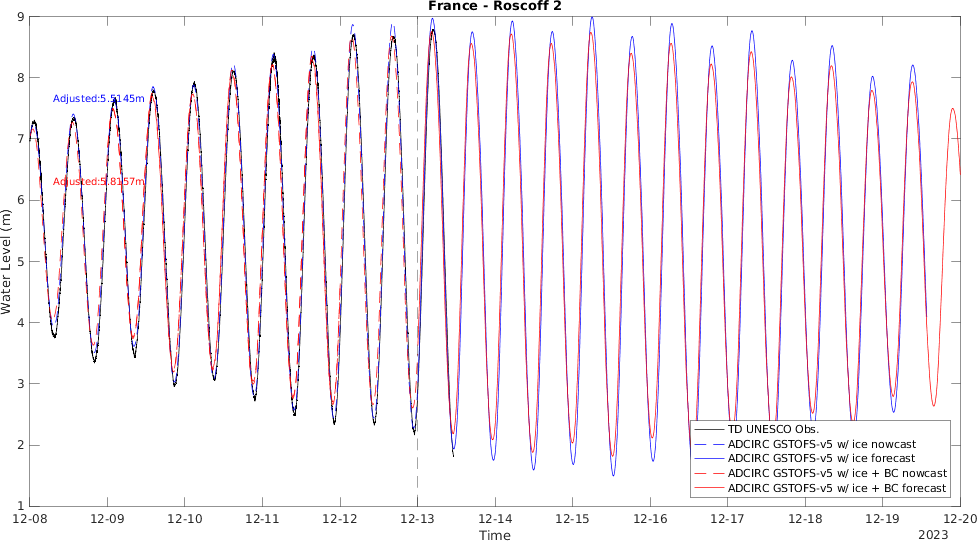 France - Roscoff 2
Water Level (m)
9
8
7
6
5
4
3
2
1
Adjusted:5.5145m
Adjusted:5.8157m
TD UNESCO Obs.
ADCIRC GSTOFS-v5 w/ ice nowcast
ADCIRC GSTOFS-v5 w/ ice forecast
ADCIRC GSTOFS-v5 w/ ice + BC nowcast
ADCIRC GSTOFS-v5 w/ ice + BC forecast
12-08 12-09 12-10 12-11 12-12 12-13 12-14 12-15 12-16 12-17 12-18 12-19 12-20
Time
2023